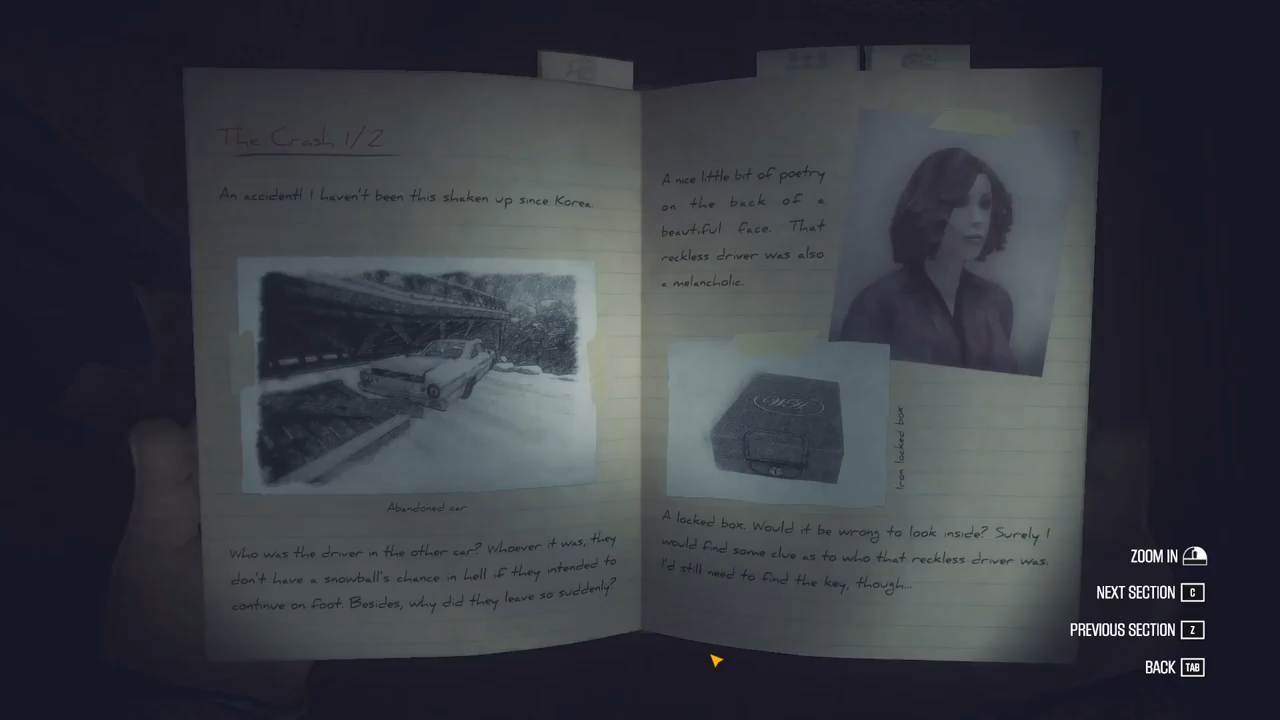 The Crash 1/2
An accident! I haven't been this shaken up since Korea.
Abandoned car
Who was the driver in the other car? Whoever it was, they
don't have a snowball's chance in hell if they intended to
continue on foot. Besides, why did they leave so suddenly?
A nice little bit of poetry
on the back of a
beautiful face. That
reckless driver was also
a melancholic.
Iron locked box
A locked box. Would it be wrong to look inside? Surely I
would find some clue as to who that reckless driver was.
I'd still need to find the key, though...
ZOOM IN
NEXT SECTION C
PREVIOUS SECTION Z
BACK TAB